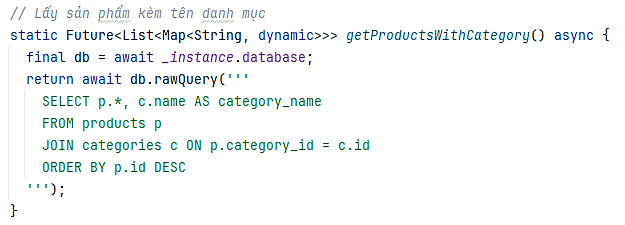 // Lấy sản phẩm kèm tên danh mục
static Future<List<Map<String, dynamic>>> getProductsWithCategory() async {
  final db = await _instance.database;
  return await db.rawQuery('''
    SELECT p.*, c.name AS category_name
    FROM products p
    JOIN categories c ON p.category_id = c.id
    ORDER BY p.id DESC
  ''');
}